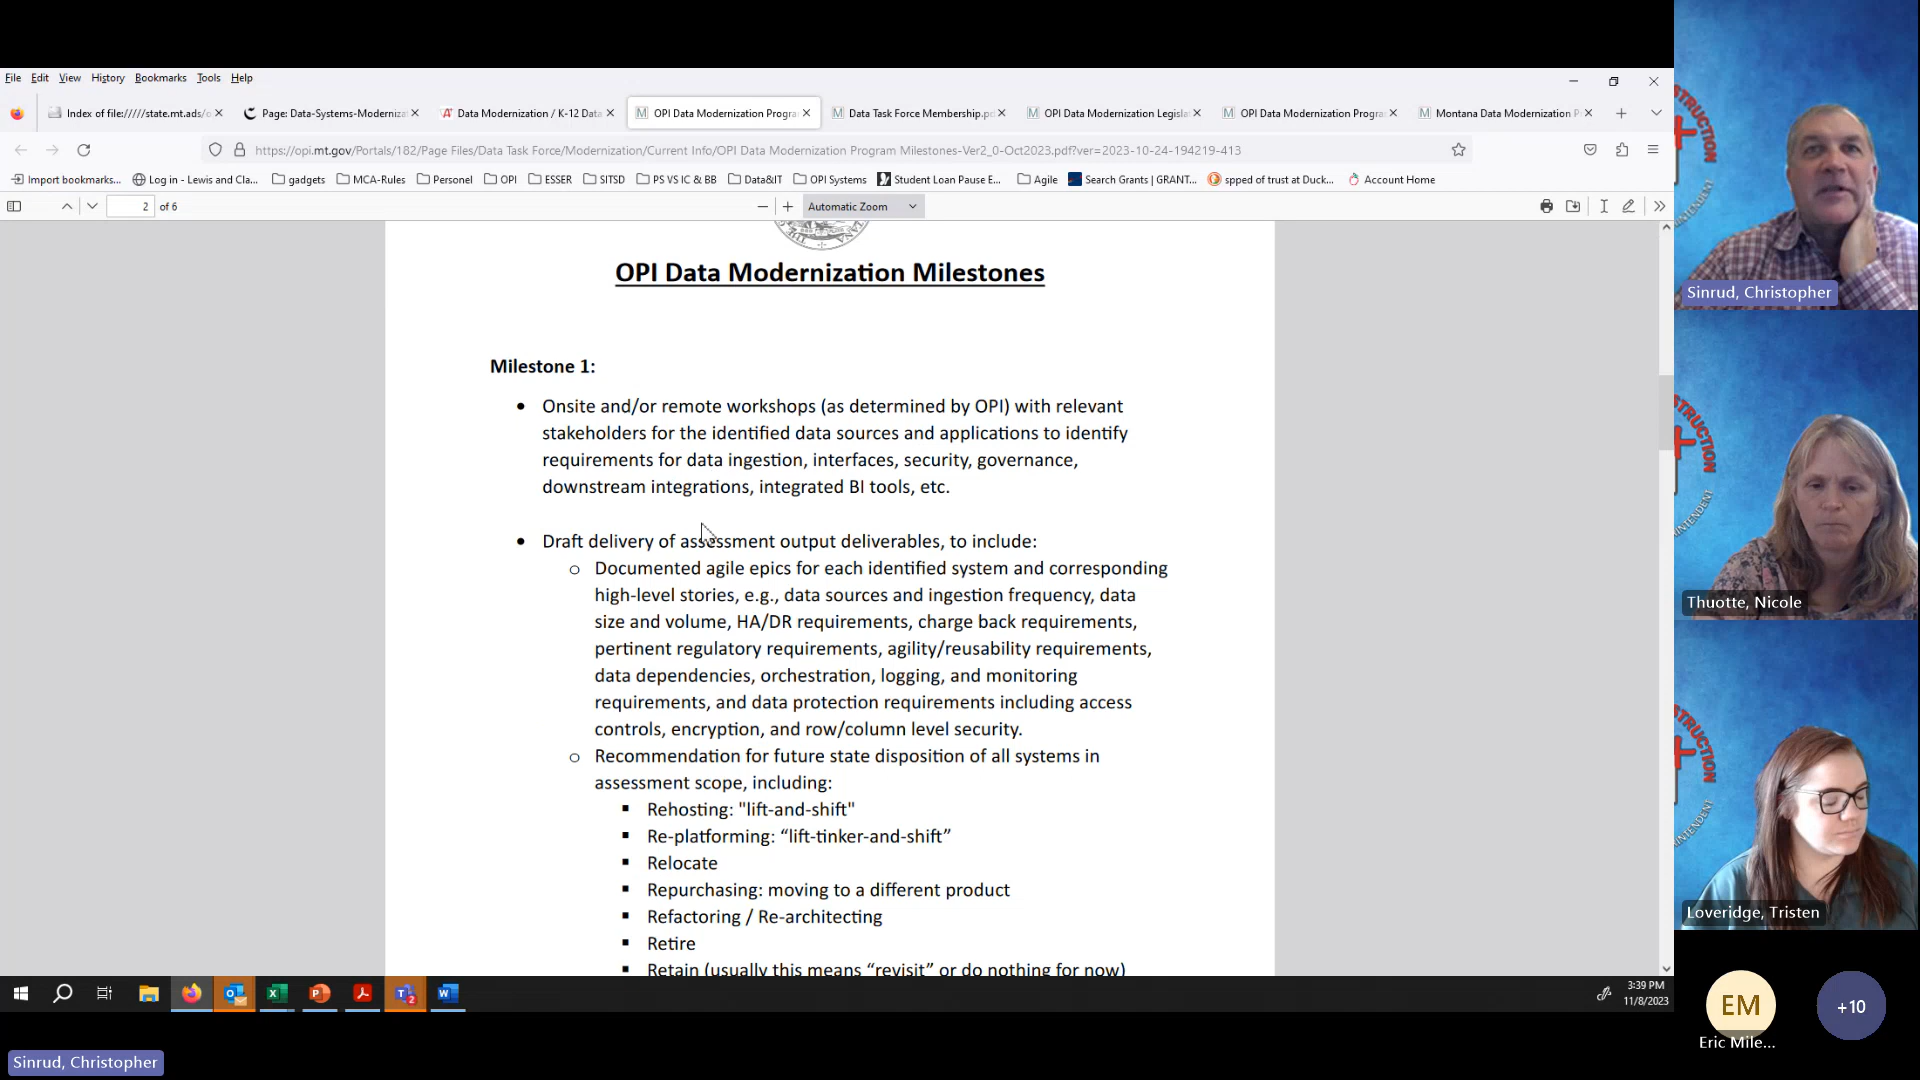 File Edit View History Bookmarks Tools Help
Index of file://///state.mt.ads/o
Page: Data-Systems-Modernizat
Data Modernization / K-12 Data
OPI Data Modernization Progra
Data Task Force Membership.pd
OPI Data Modernization Legisla
OPI Data Modernization Progra
Montana Data Modernization P
https://opi.mt.gov/Portals/182/Page Files/Data Task Force/Modernization/Current Info/OPI Data Modernization Program Milestones-Ver2_0-Oct2023.pdf?ver=2023-10-24-194219-413
Import bookmarks... Log in - Lewis and Cla... gadgets MCA-Rules Personel OPI ESSER SITSD PS VS IC & BB Data&IT OPI Systems Student Loan Pause E... Agile Search Grants | GRANT... spped of trust at Duck... Account Home
2 of 6
Automatic Zoom
OPI Data Modernization Milestones
Milestone 1:
• Onsite and/or remote workshops (as determined by OPI) with relevant
stakeholders for the identified data sources and applications to identify
requirements for data ingestion, interfaces, security, governance,
downstream integrations, integrated BI tools, etc.
• Draft delivery of assessment output deliverables, to include:
o Documented agile epics for each identified system and corresponding
high-level stories, e.g., data sources and ingestion frequency, data
size and volume, HA/DR requirements, charge back requirements,
pertinent regulatory requirements, agility/reusability requirements,
data dependencies, orchestration, logging, and monitoring
requirements, and data protection requirements including access
controls, encryption, and row/column level security.
o Recommendation for future state disposition of all systems in
assessment scope, including:
▪ Rehosting: "lift-and-shift"
▪ Re-platforming: “lift-tinker-and-shift”
▪ Relocate
▪ Repurchasing: moving to a different product
▪ Refactoring / Re-architecting
▪ Retire
▪ Retain (usually this means “revisit” or do nothing for now)
3:39 PM
11/8/2023
Sinrud, Christopher
Sinrud, Christopher
Thuotte, Nicole
Loveridge, Tristen
EM
Eric Mile...
+10